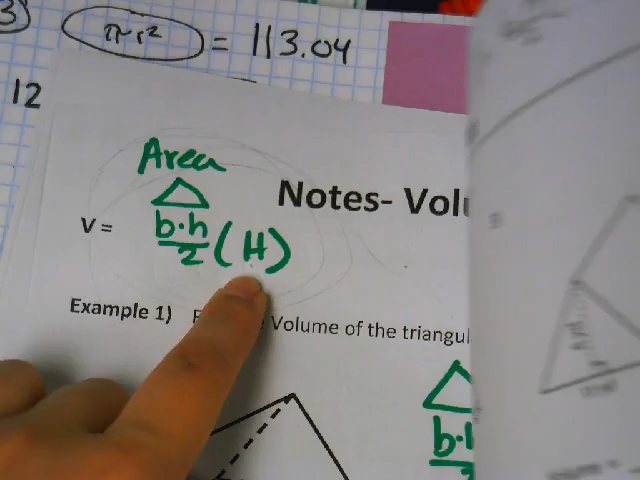 3)
πr² = 113.04
12
Area
Notes- Volu
V = b·h/2 (H)
Example 1) Volume of the triangul
b·h